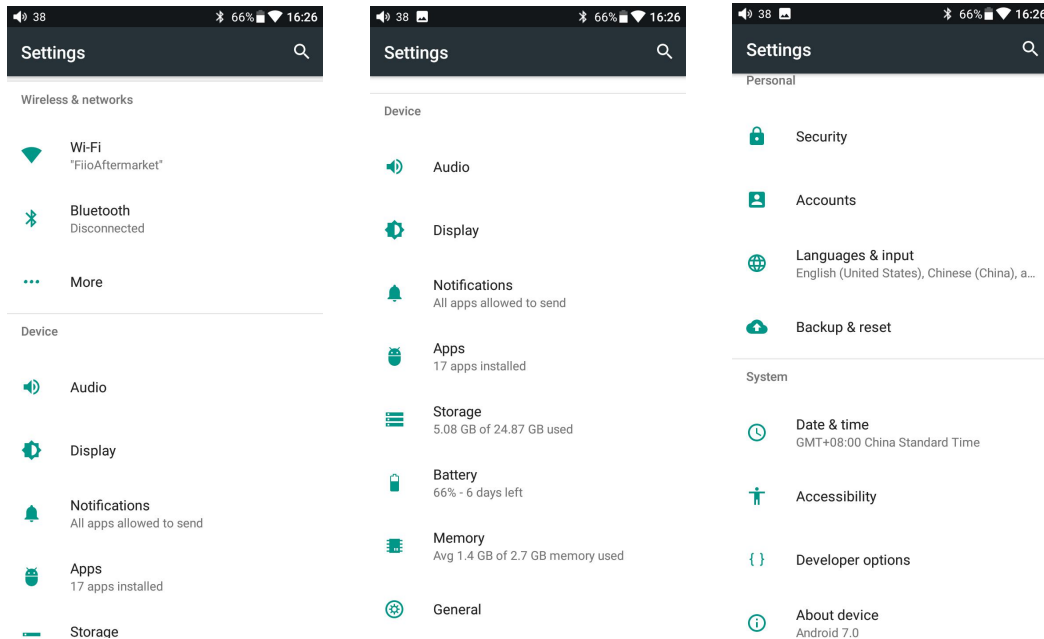 38 66% 16:26
Settings
Wireless & networks
Wi-Fi
"FiioAftermarket"
Bluetooth
Disconnected
More
Device
Audio
Display
Notifications
All apps allowed to send
Apps
17 apps installed
Storage
38 66% 16:26
Settings
Device
Audio
Display
Notifications
All apps allowed to send
Apps
17 apps installed
Storage
5.08 GB of 24.87 GB used
Battery
66% - 6 days left
Memory
Avg 1.4 GB of 2.7 GB memory used
General
38 66% 16:26
Settings
Personal
Security
Accounts
Languages & input
English (United States), Chinese (China), a...
Backup & reset
System
Date & time
GMT+08:00 China Standard Time
Accessibility
{ } Developer options
About device
Android 7.0